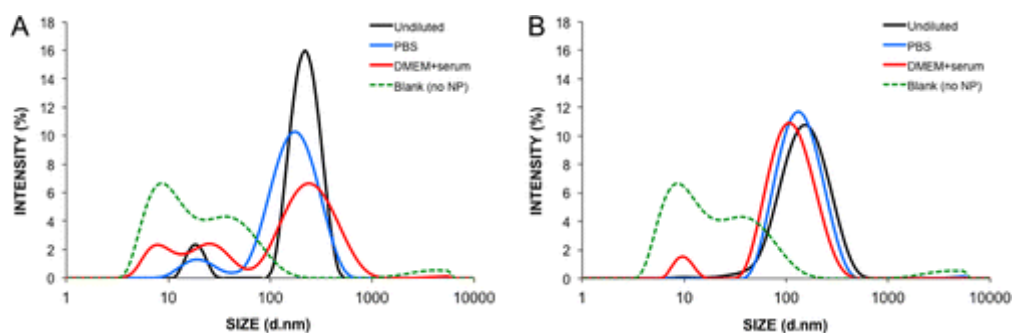 A
18
16
14
12
10
8
6
4
2
0
INTENSITY (%)
1
10
100
1000
10000
SIZE (d.nm)
Undiluted
PBS
DMEM+serum
Blank (no NP)
B
18
16
14
12
10
8
6
4
2
0
INTENSITY (%)
1
10
100
1000
10000
SIZE (d.nm)
Undiluted
PBS
DMEM+serum
Blank (no NP)